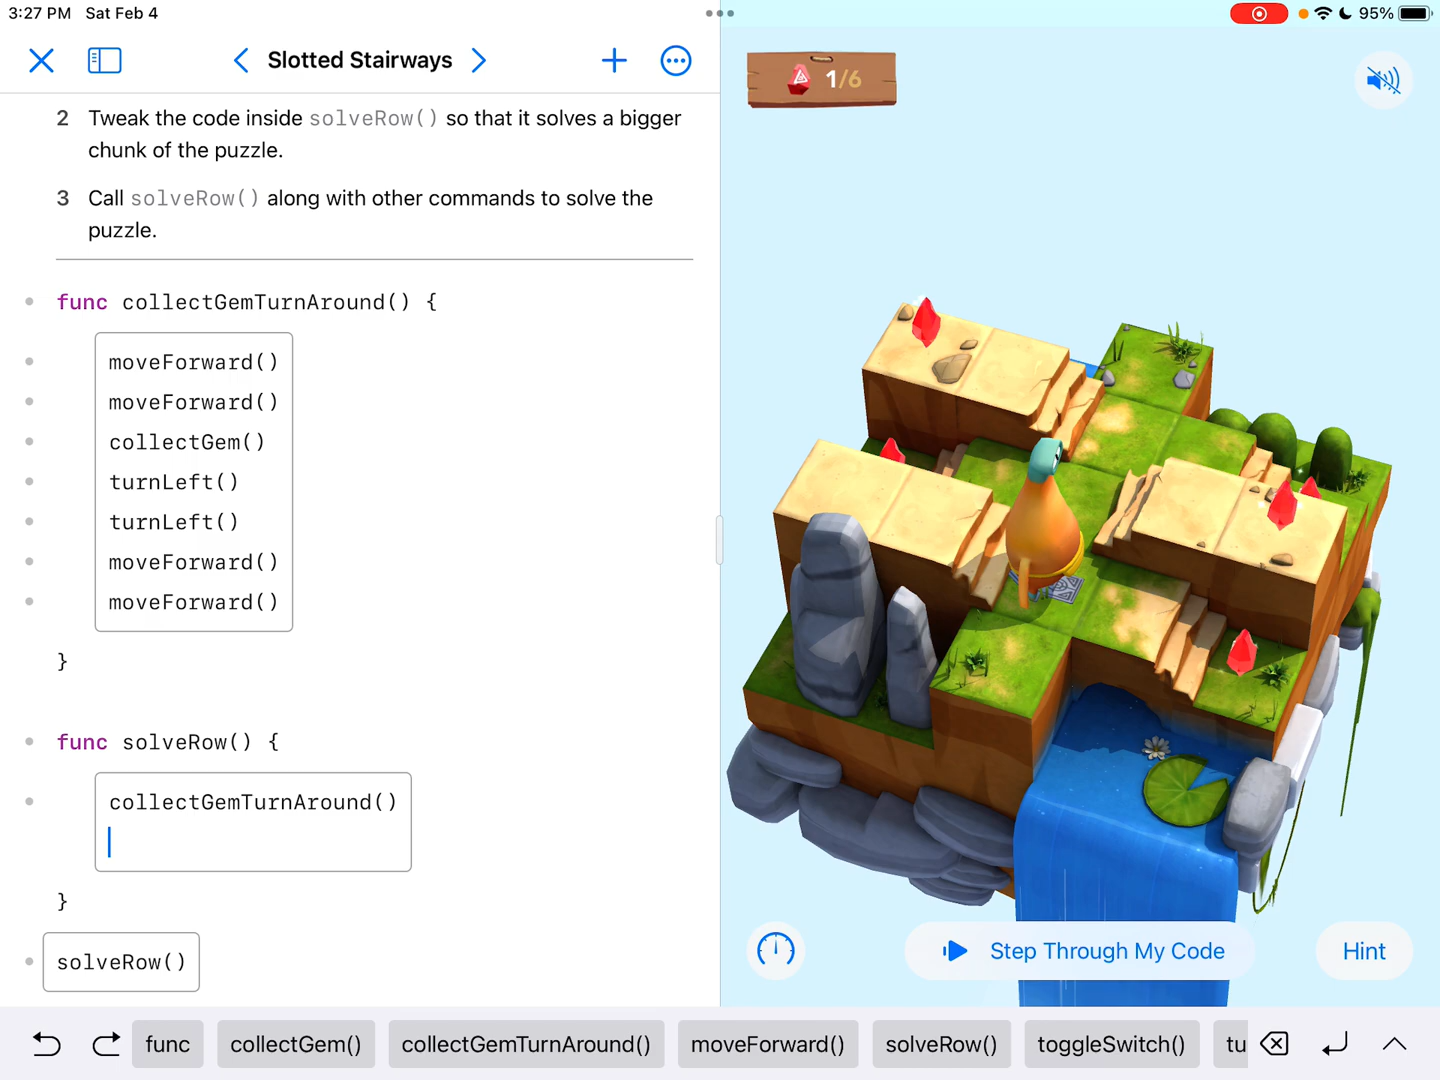 3:27 PM Sat Feb 4
95%
Slotted Stairways
2 Tweak the code inside solveRow() so that it solves a bigger
chunk of the puzzle.
3 Call solveRow() along with other commands to solve the
puzzle.
func collectGemTurnAround() {
moveForward()
moveForward()
collectGem()
turnLeft()
turnLeft()
moveForward()
moveForward()
}
func solveRow() {
collectGemTurnAround()
}
solveRow()
1/6
Step Through My Code
Hint
func collectGem() collectGemTurnAround() moveForward() solveRow() toggleSwitch() tu